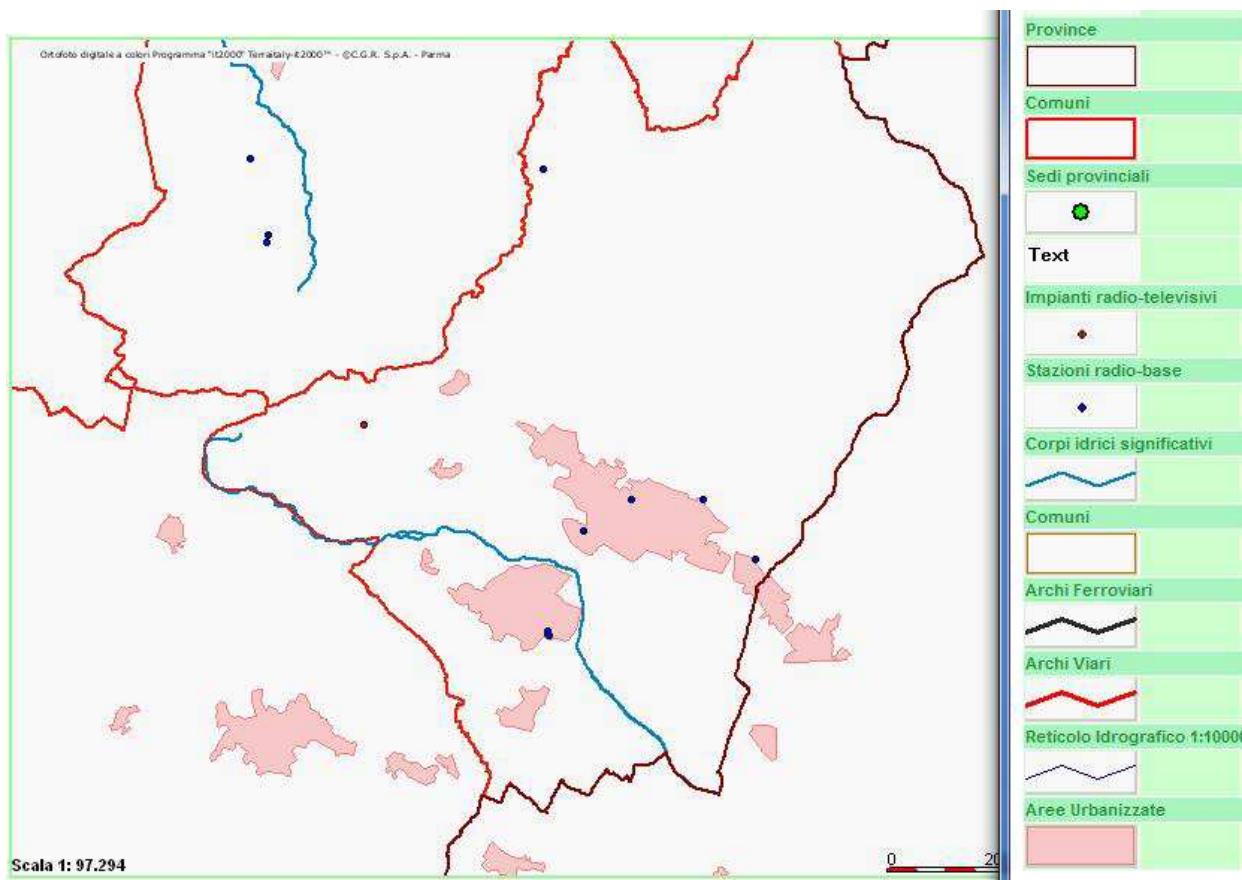 Ortofoto digitale a colori Programma "it2000" Terraitaly-it2000™ - ©C.G.R. S.p.A. - Parma
Scala 1: 97.294
0 20
Province
Comuni
Sedi provinciali
Text
Impianti radio-televisivi
Stazioni radio-base
Corpi idrici significativi
Comuni
Archi Ferroviari
Archi Viari
Reticolo Idrografico 1:10000
Aree Urbanizzate